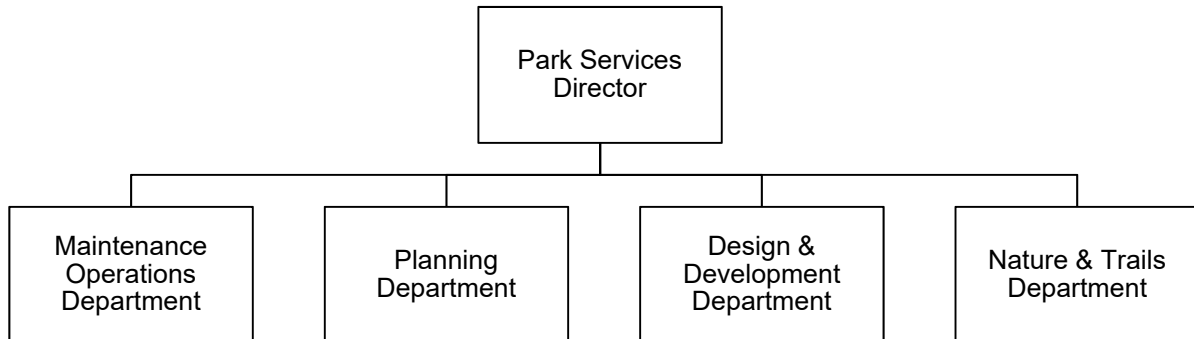 Park Services
Director
Maintenance
Operations
Department
Planning
Department
Design &
Development
Department
Nature & Trails
Department